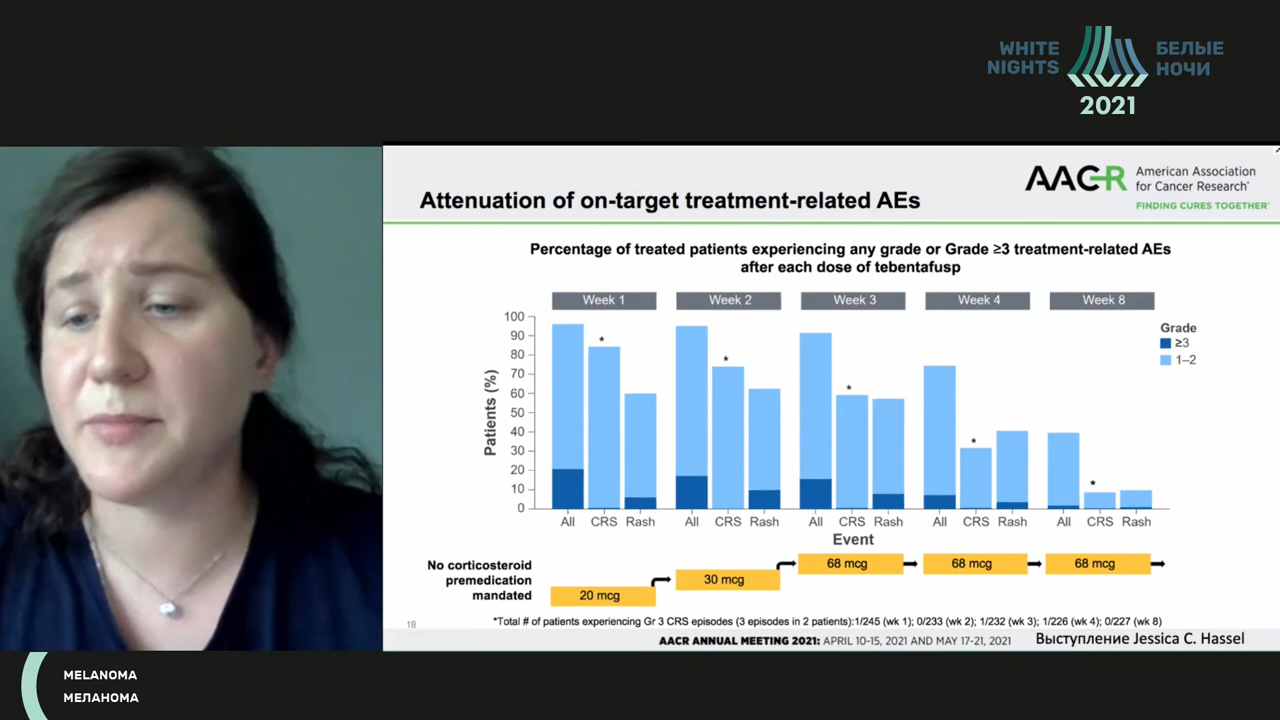 WHITE NIGHTS
БЕЛЫЕ НОЧИ
2021
Attenuation of on-target treatment-related AEs
AACR
American Association
for Cancer Research®
FINDING CURES TOGETHER®
Percentage of treated patients experiencing any grade or Grade ≥3 treatment-related AEs
after each dose of tebentafusp
Week 1 Week 2 Week 3 Week 4 Week 8
Patients (%)
100
90
80
70
60
50
40
30
20
10
0
Grade
≥3
1–2
* * * * *
All CRS Rash All CRS Rash All CRS Rash All CRS Rash All CRS Rash
Event
No corticosteroid
premedication
mandated
20 mcg 30 mcg 68 mcg 68 mcg 68 mcg
*Total # of patients experiencing Gr 3 CRS episodes (3 episodes in 2 patients):1/245 (wk 1); 0/233 (wk 2); 1/232 (wk 3); 1/226 (wk 4); 0/227 (wk 8)
18
AACR ANNUAL MEETING 2021: APRIL 10-15, 2021 AND MAY 17-21, 2021
Выступление Jessica C. Hassel
MELANOMA
МЕЛАНОМА